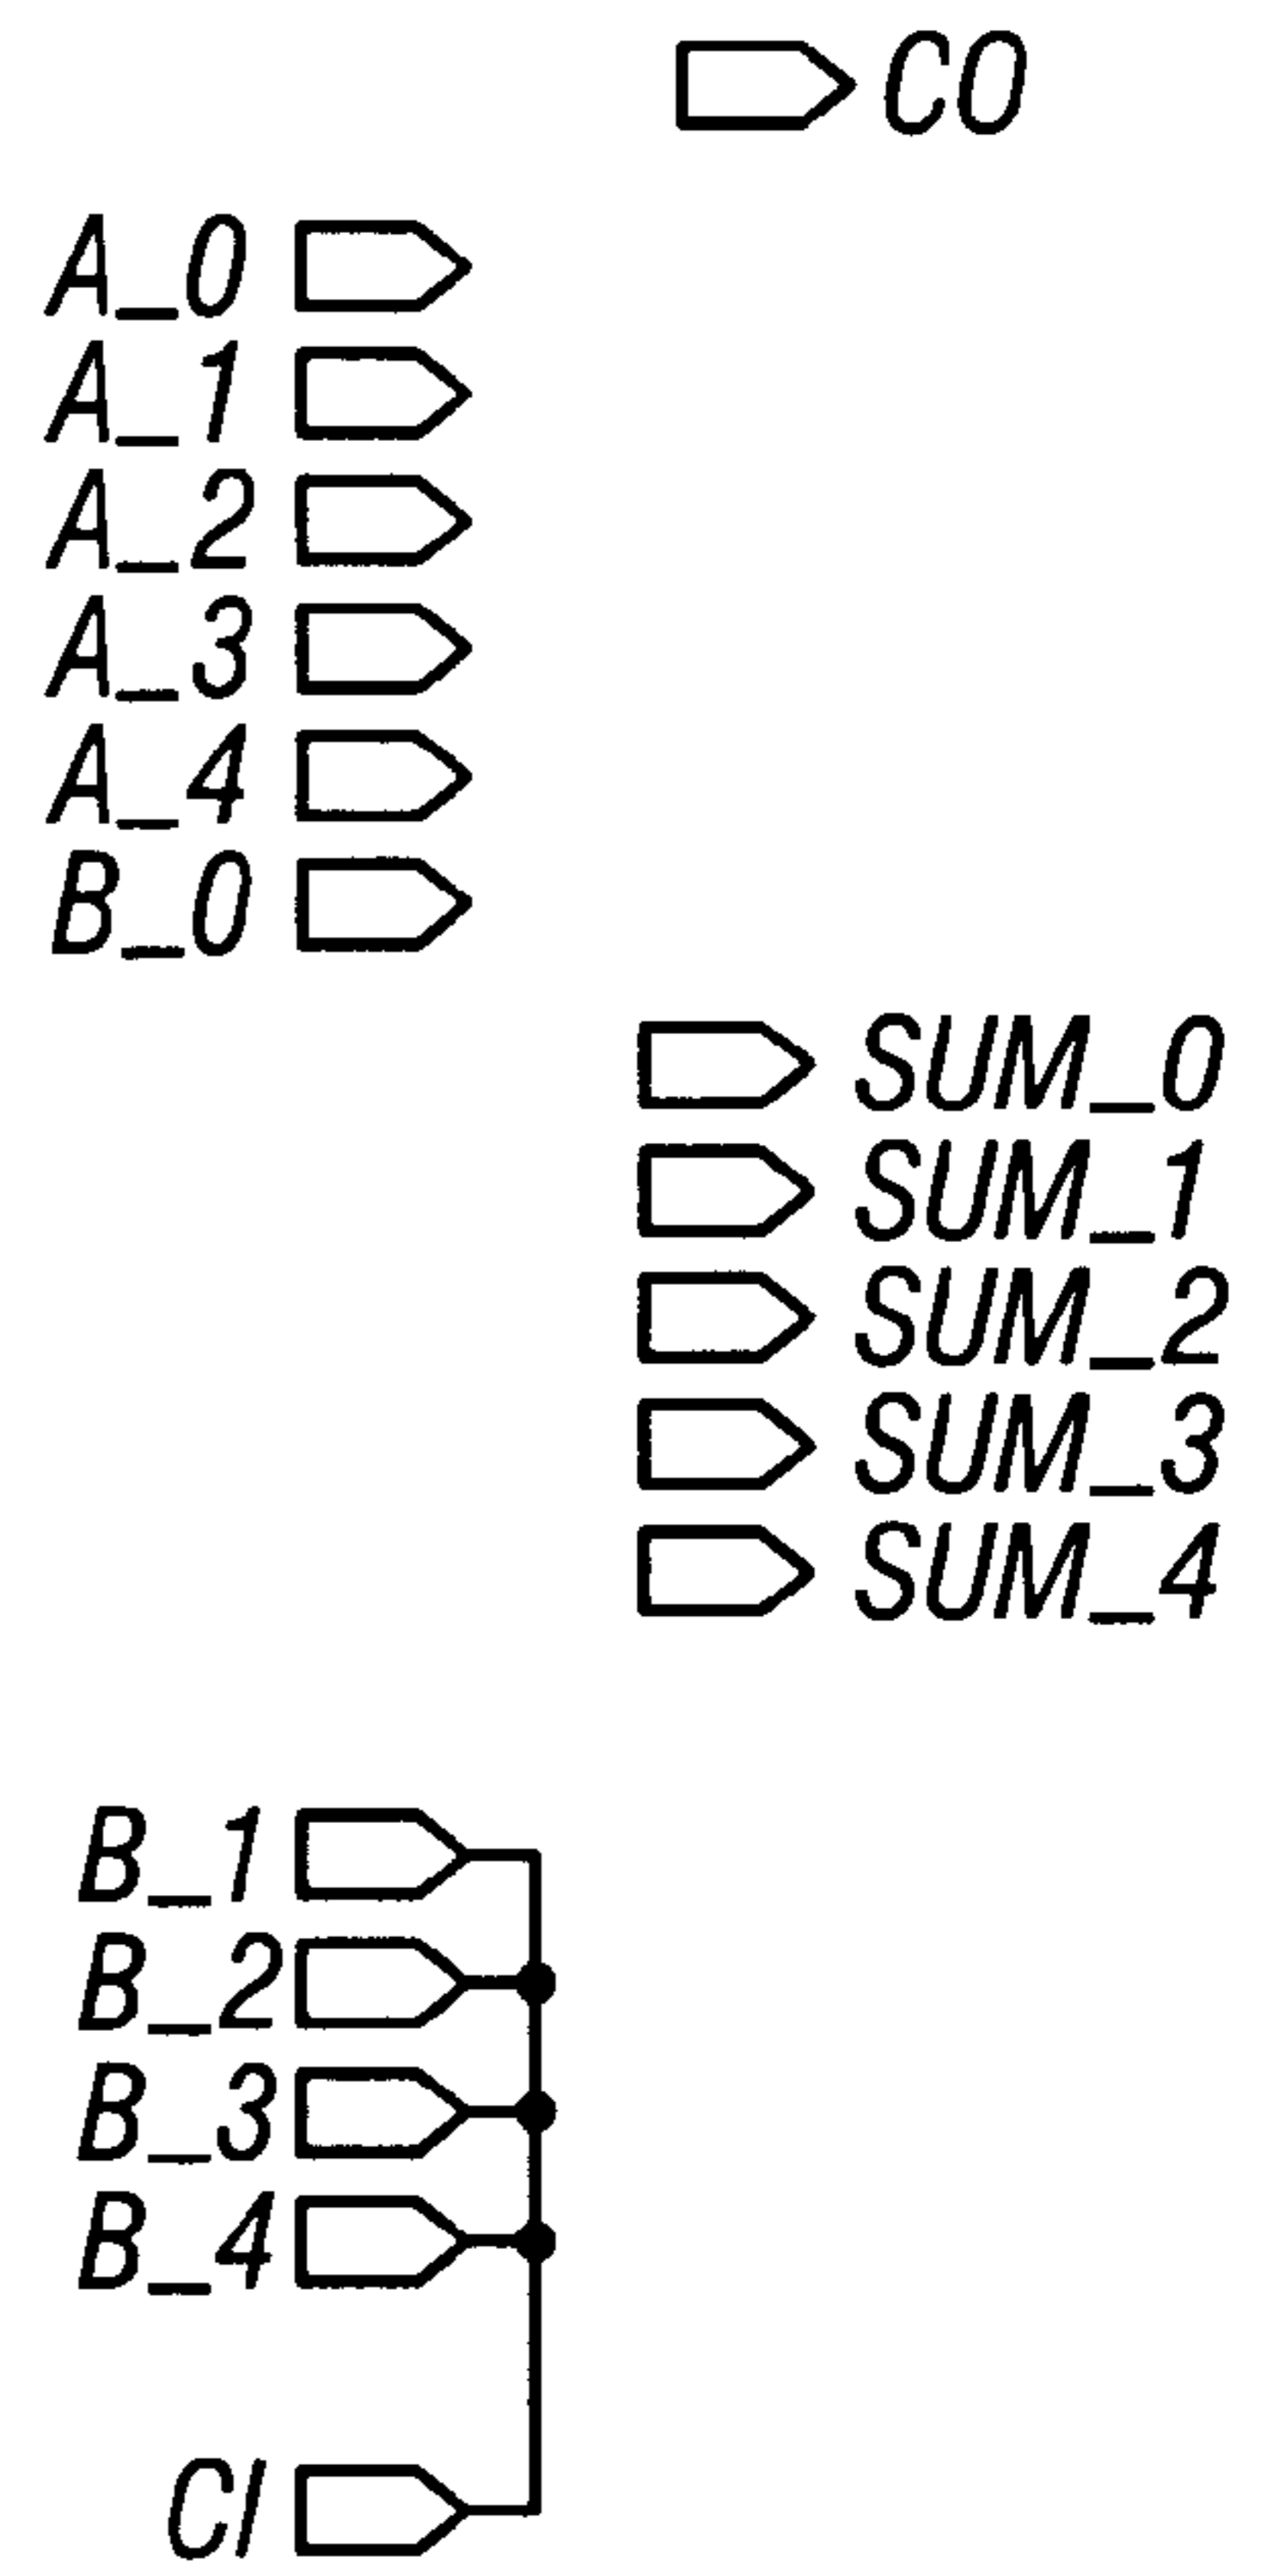 CO
A_0
A_1
A_2
A_3
A_4
B_0
SUM_0
SUM_1
SUM_2
SUM_3
SUM_4
B_1
B_2
B_3
B_4
CI